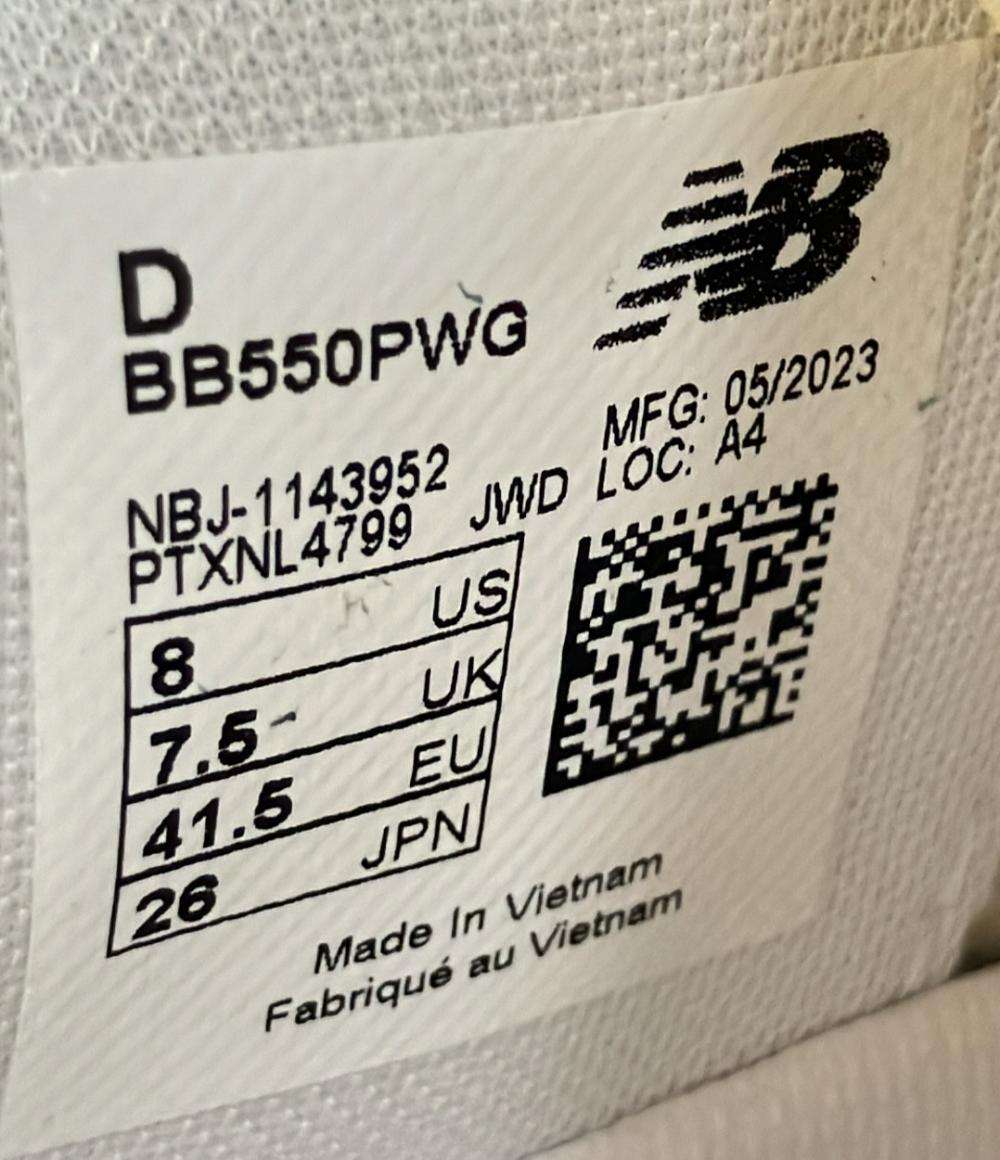 NB
D
BB550PWG
MFG: 05/2023
NBJ-1143952
LOC: A4
PTXNL4799 JWD
8 US
7.5 UK
41.5 EU
26 JPN
Made In Vietnam
Fabriqué au Vietnam